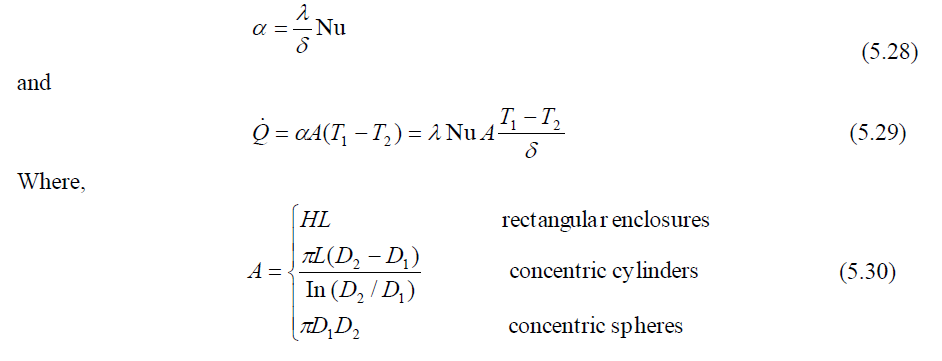 α = λ/δ Nu (5.28)
and
Q̇ = αA(T₁ − T₂) = λ Nu A (T₁ − T₂)/δ (5.29)
Where,
A = { HL rectangular enclosures
πL(D₂ − D₁)/In (D₂ / D₁) concentric cylinders (5.30)
πD₁D₂ concentric spheres